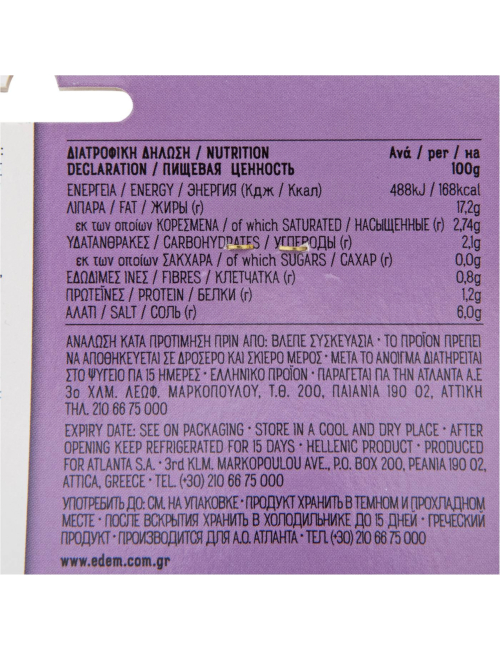 ΔΙΑΤΡΟΦΙΚΗ ΔΗΛΩΣΗ / NUTRITION Ανά / per / на
DECLARATION / ПИЩЕВАЯ ЦЕННОСТЬ 100g
ΕΝΕΡΓΕΙΑ / ENERGY / ЭНЕРГИЯ (Кдж / Ккал) 488kJ / 168kcal
ΛΙΠΑΡΑ / FAT / ЖИРЫ (г) 17,2g
εκ των οποίων ΚΟΡΕΣΜΕΝΑ / of which SATURATED / НАСЫЩЕННЫЕ (г) 2,74g
ΥΔΑΤΑΝΘΡΑΚΕΣ / CARBOHYDRATES / УГЛЕРОДЫ (г) 2,1g
εκ των οποίων ΣΑΚΧΑΡΑ / of which SUGARS / САХАР (г) 0,0g
ΕΔΩΔΙΜΕΣ ΙΝΕΣ / FIBRES / КЛЕТЧАТКА (г) 0,8g
ΠΡΩΤΕΪΝΕΣ / PROTEIN / БЕЛКИ (г) 1,2g
ΑΛΑΤΙ / SALT / СОЛЬ (г) 6,0g
ΑΝΑΛΩΣΗ ΚΑΤΑ ΠΡΟΤΙΜΗΣΗ ΠΡΙΝ ΑΠΟ: ΒΛΕΠΕ ΣΥΣΚΕΥΑΣΙΑ · ΤΟ ΠΡΟΪΟΝ ΠΡΕΠΕΙ
ΝΑ ΑΠΟΘΗΚΕΥΕΤΑΙ ΣΕ ΔΡΟΣΕΡΟ ΚΑΙ ΣΚΙΕΡΟ ΜΕΡΟΣ · ΜΕΤΑ ΤΟ ΑΝΟΙΓΜΑ ΔΙΑΤΗΡΕΙΤΑΙ
ΣΤΟ ΨΥΓΕΙΟ ΓΙΑ 15 ΗΜΕΡΕΣ · ΕΛΛΗΝΙΚΟ ΠΡΟΪΟΝ · ΠΑΡΑΓΕΤΑΙ ΓΙΑ ΤΗΝ ΑΤΛΑΝΤΑ Α.Ε
3ο ΧΛΜ. ΛΕΩΦ. ΜΑΡΚΟΠΟΥΛΟΥ, Τ.Θ. 200, ΠΑΙΑΝΙΑ 190 02, ΑΤΤΙΚΗ
ΤΗΛ. 210 66 75 000
EXPIRY DATE: SEE ON PACKAGING · STORE IN A COOL AND DRY PLACE · AFTER
OPENING KEEP REFRIGERATED FOR 15 DAYS · HELLENIC PRODUCT · PRODUCED
FOR ATLANTA S.A. · 3rd KLM. MARKOPOULOU AVE., P.O. BOX 200, PEANIA 190 02,
ATTICA, GREECE · TEL. (+30) 210 66 75 000
УПОТРЕБИТЬ ДО: СМ. НА УПАКОВКЕ · ПРОДУКТ ХРАНИТЬ В ТЕМНОМ И ПРОХЛАДНОМ
МЕСТЕ · ПОСЛЕ ВСКРЫТИЯ ХРАНИТЬ В ХОЛОДИЛЬНИКЕ ДО 15 ДНЕЙ · ГРЕЧЕСКИЙ
ПРОДУКТ · ПРОИЗВОДИТСЯ ДЛЯ А.О. АТЛАНТА · ТЕЛ. (+30) 210 66 75 000
www.edem.com.gr